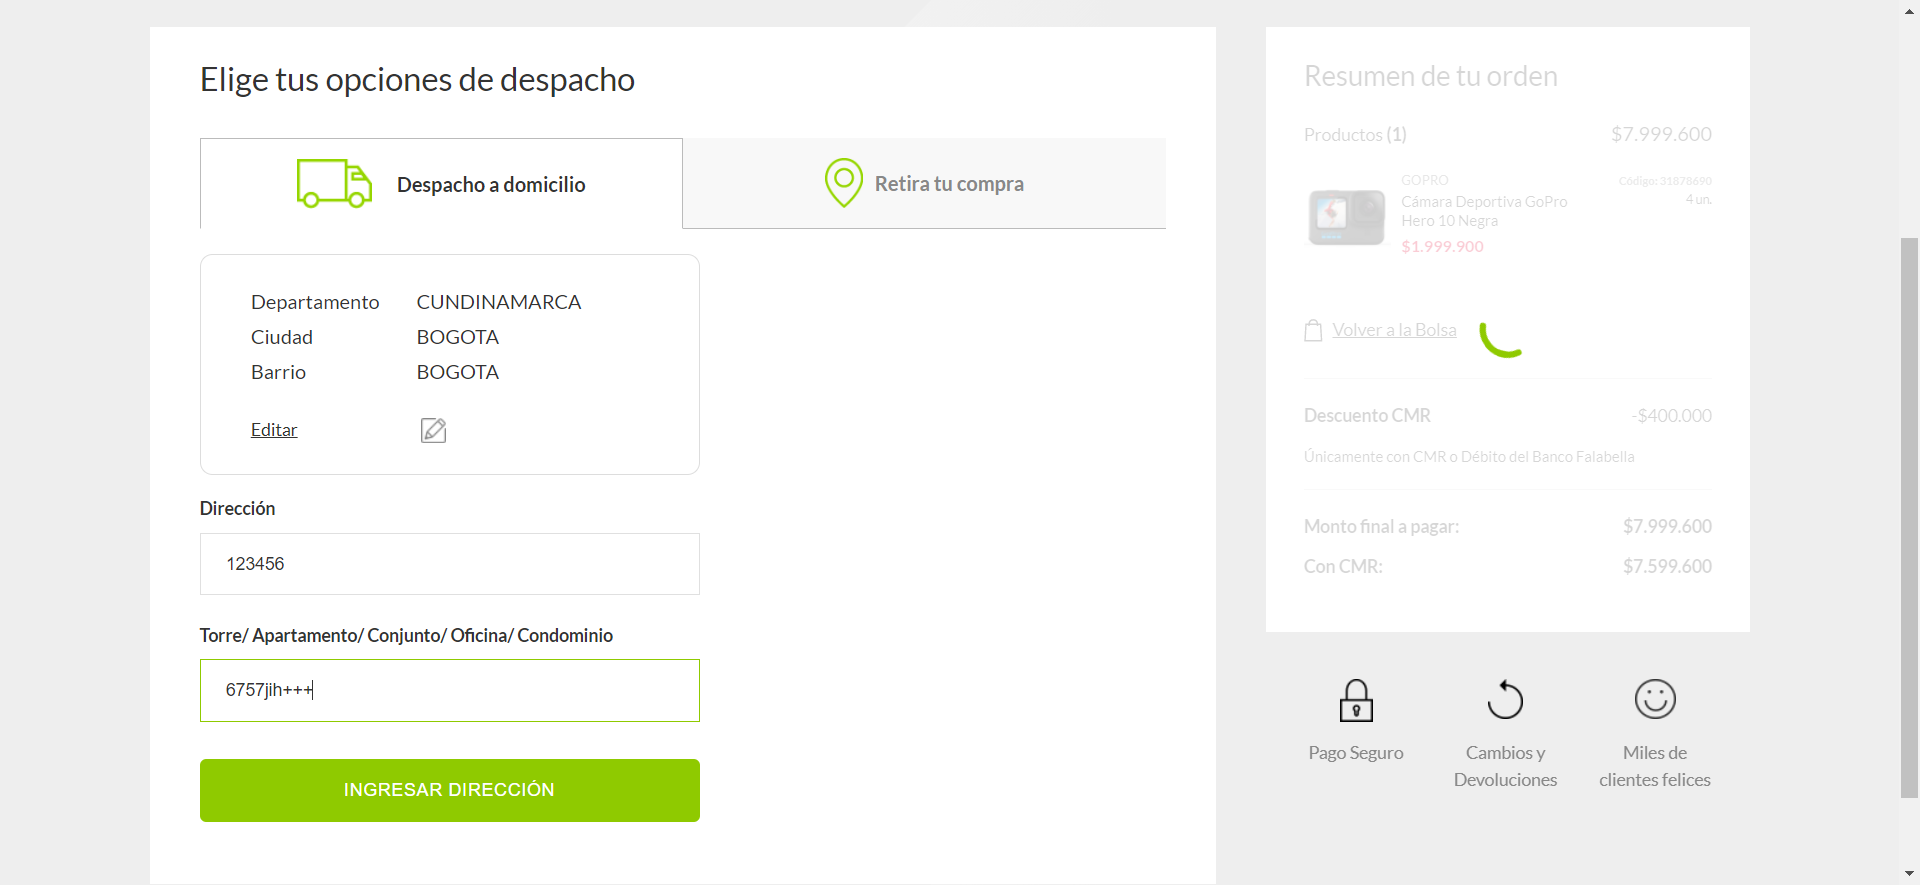 Elige tus opciones de despacho
Despacho a domicilio
Retira tu compra
Departamento CUNDINAMARCA
Ciudad BOGOTA
Barrio BOGOTA
Editar
Dirección
123456
Torre/ Apartamento/ Conjunto/ Oficina/ Condominio
6757jih+++
INGRESAR DIRECCIÓN
Resumen de tu orden
Productos (1) $7.999.600
GOPRO Código: 31878690
Cámara Deportiva GoPro 4 un.
Hero 10 Negra
$1.999.900
Volver a la Bolsa
Descuento CMR -$400.000
Únicamente con CMR o Débito del Banco Falabella
Monto final a pagar: $7.999.600
Con CMR: $7.599.600
Pago Seguro
Cambios y
Devoluciones
Miles de
clientes felices